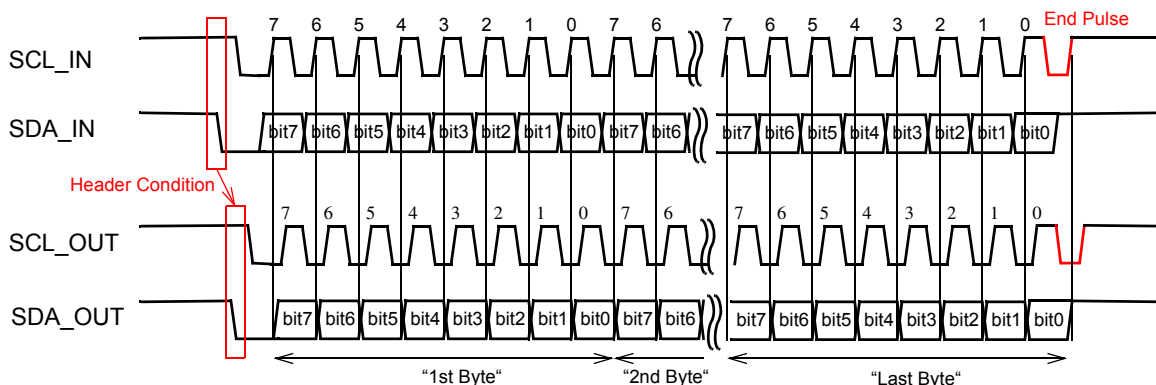 7 6 5 4 3 2 1 0 7 6 7 6 5 4 3 2 1 0 End Pulse
SCL_IN
SDA_IN bit7 bit6 bit5 bit4 bit3 bit2 bit1 bit0 bit7 bit6 bit7 bit6 bit5 bit4 bit3 bit2 bit1 bit0
Header Condition
7 6 5 4 3 2 1 0 7 6 7 6 5 4 3 2 1 0
SCL_OUT
SDA_OUT bit7 bit6 bit5 bit4 bit3 bit2 bit1 bit0 bit7 bit6 bit7 bit6 bit5 bit4 bit3 bit2 bit1 bit0
“1st Byte“ “2nd Byte“ “Last Byte“